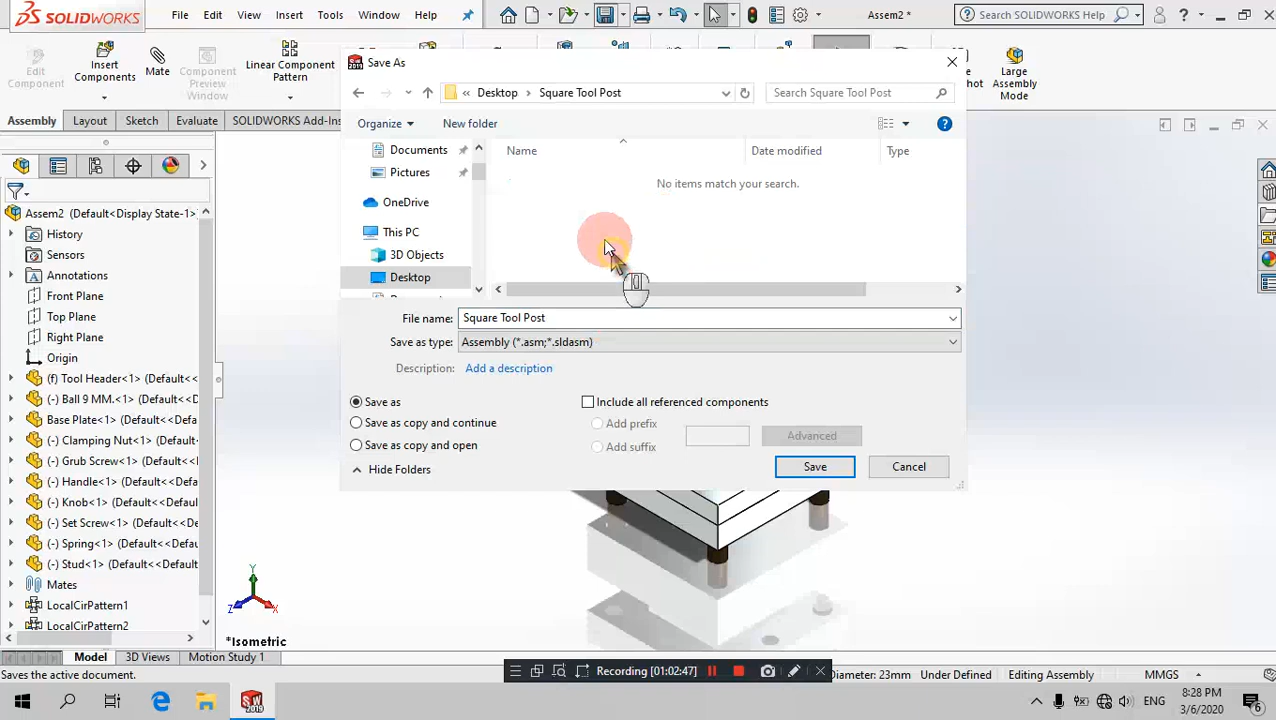 SOLIDWORKS File Edit View Insert Tools Window Help Assem2 * Search SOLIDWORKS Help
Edit Component
Insert Components
Mate
Component Preview Window
Linear Component Pattern
Large Assembly Mode
Assembly Layout Sketch Evaluate SOLIDWORKS Add-Ins
Save As
« Desktop › Square Tool Post
Search Square Tool Post
Organize New folder
Name Date modified Type
No items match your search.
Documents
Pictures
OneDrive
This PC
3D Objects
Desktop
File name: Square Tool Post
Save as type: Assembly (*.asm;*.sldasm)
Description: Add a description
Save as
Save as copy and continue
Save as copy and open
Include all referenced components
Add prefix
Add suffix
Advanced
Hide Folders
Save Cancel
Assem2 (Default<Display State-1>)
History
Sensors
Annotations
Front Plane
Top Plane
Right Plane
Origin
(f) Tool Header<1> (Default<<
(-) Ball 9 MM.<1> (Default<<D
Base Plate<1> (Default<<Def
(-) Clamping Nut<1> (Default
(-) Grub Screw<1> (Default<
(-) Handle<1> (Default<<Def
(-) Knob<1> (Default<<Defa
(-) Set Screw<1> (Default<<D
(-) Spring<1> (Default<<Defa
(-) Stud<1> (Default<<Default
Mates
LocalCirPattern1
LocalCirPattern2
Y
Z X
*Isometric
Model 3D Views Motion Study 1
Recording [01:02:47]
Saves the active document.
Diameter: 23mm Under Defined Editing Assembly MMGS
SW 2019
ENG
8:28 PM
3/6/2020
6